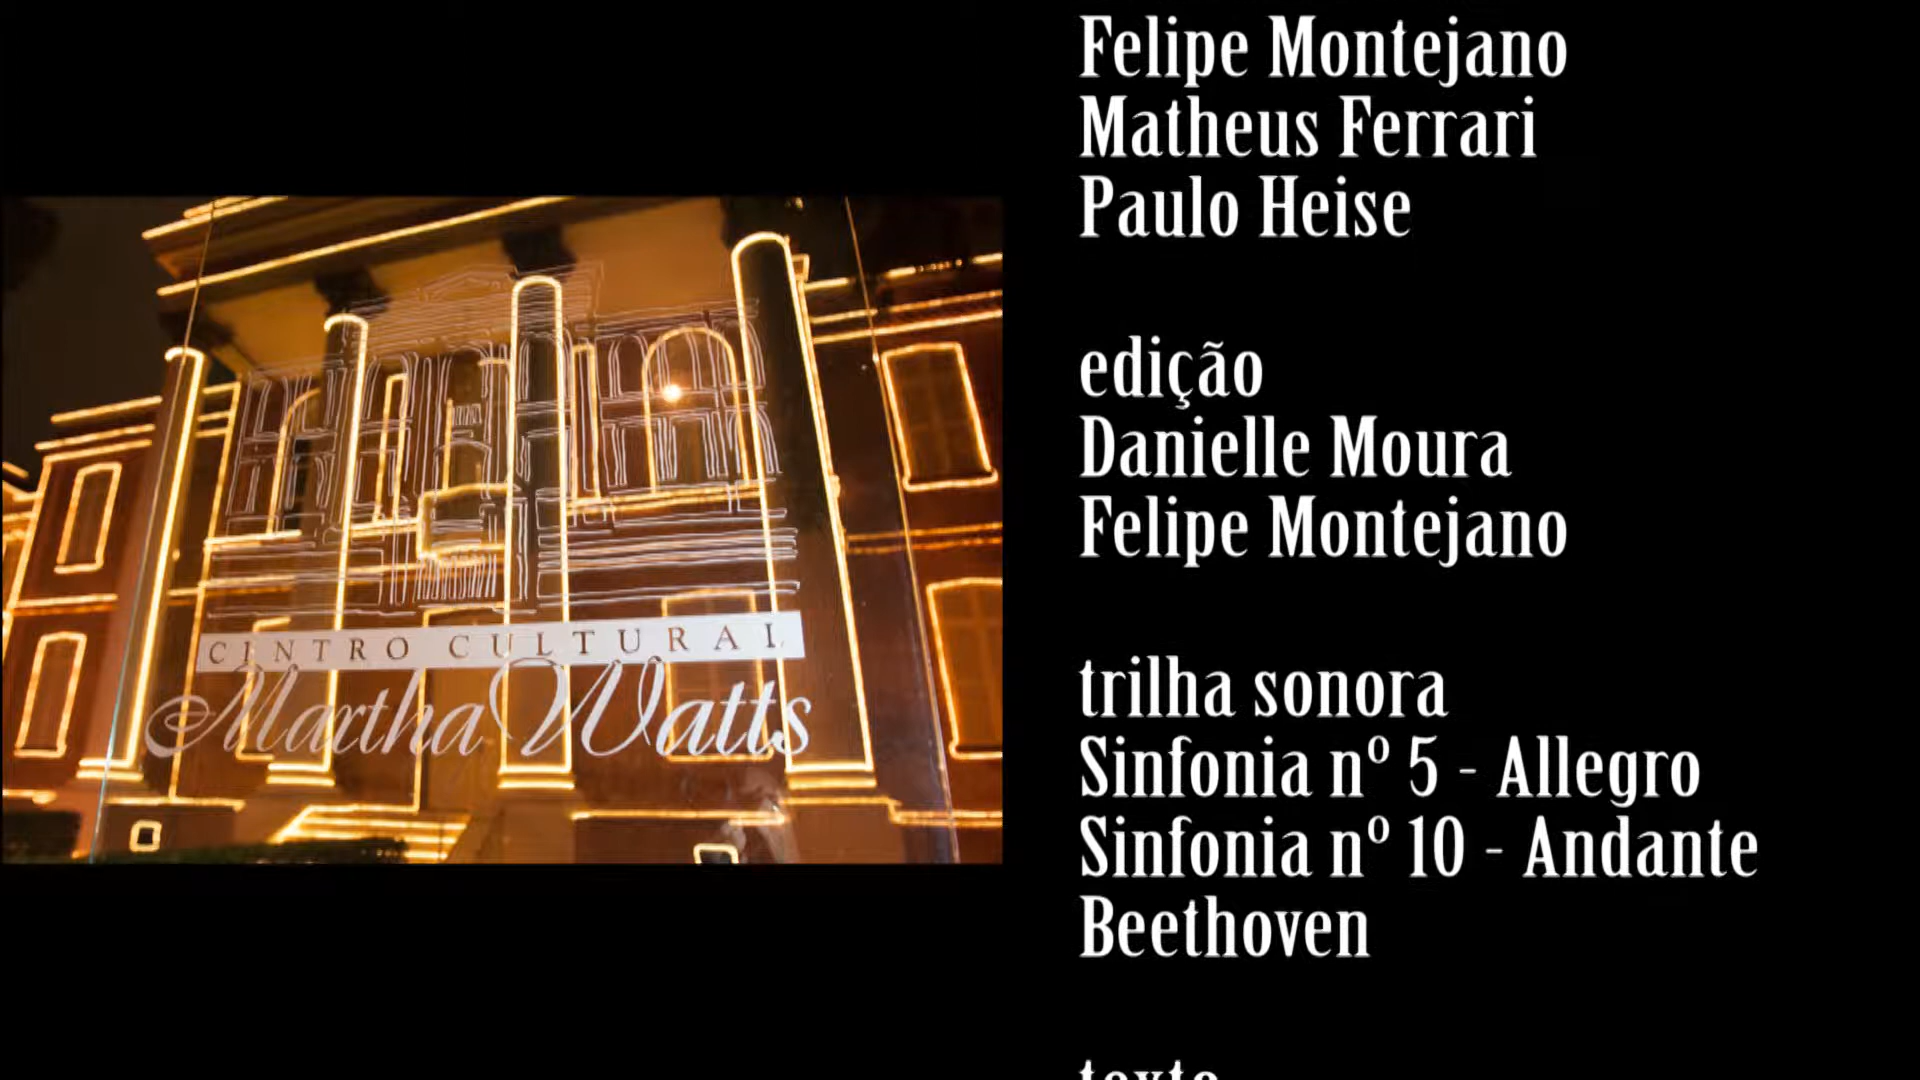 CENTRO CULTURAL
Martha Watts
Felipe Montejano
Matheus Ferrari
Paulo Heise
edição
Danielle Moura
Felipe Montejano
trilha sonora
Sinfonia nº 5 - Allegro
Sinfonia nº 10 - Andante
Beethoven
texto